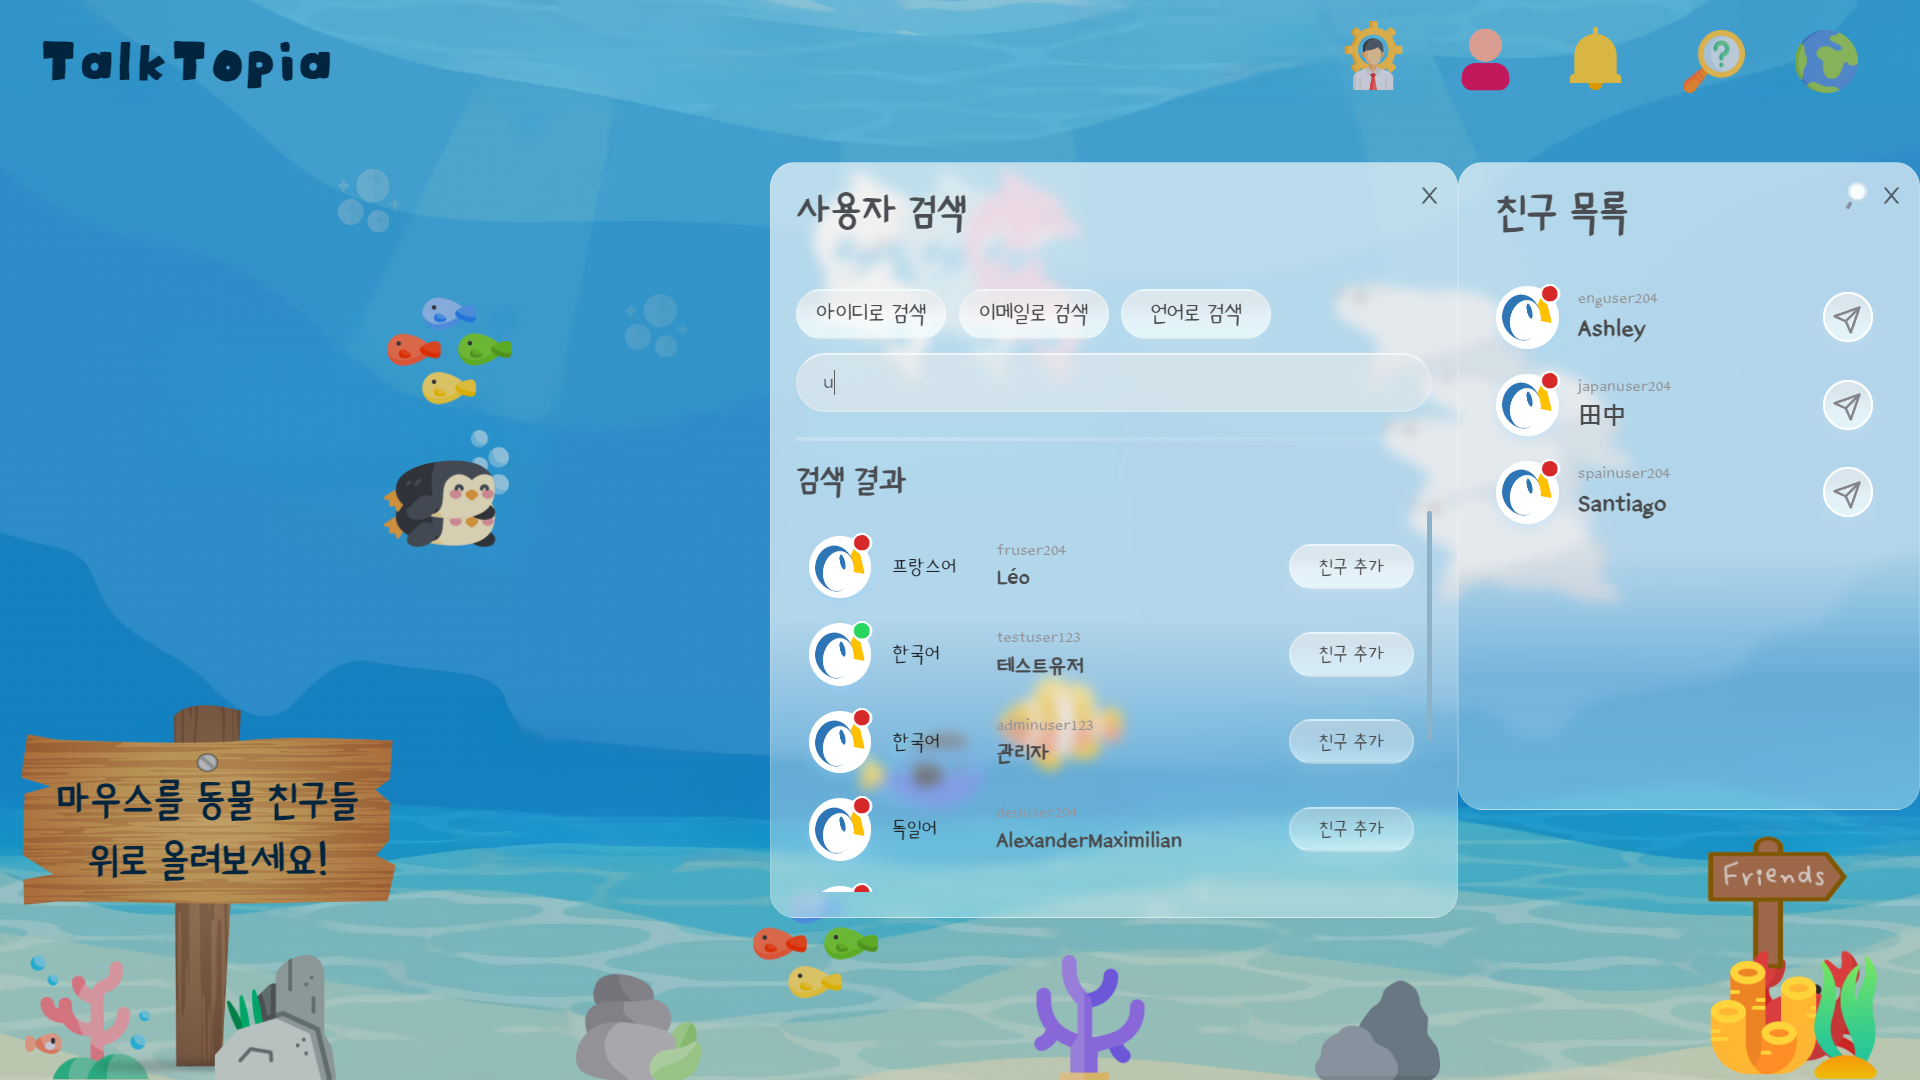 TalkTopia
사용자 검색
X
아이디로 검색
이메일로 검색
언어로 검색
u
검색 결과
프랑스어
fruser204
Léo
친구 추가
한국어
testuser123
테스트유저
친구 추가
한국어
adminuser123
관리자
친구 추가
독일어
deuuser204
AlexanderMaximilian
친구 추가
친구 목록
X
enguser204
Ashley
japanuser204
田中
spainuser204
Santiago
마우스를 동물 친구들
위로 올려보세요!
Friends